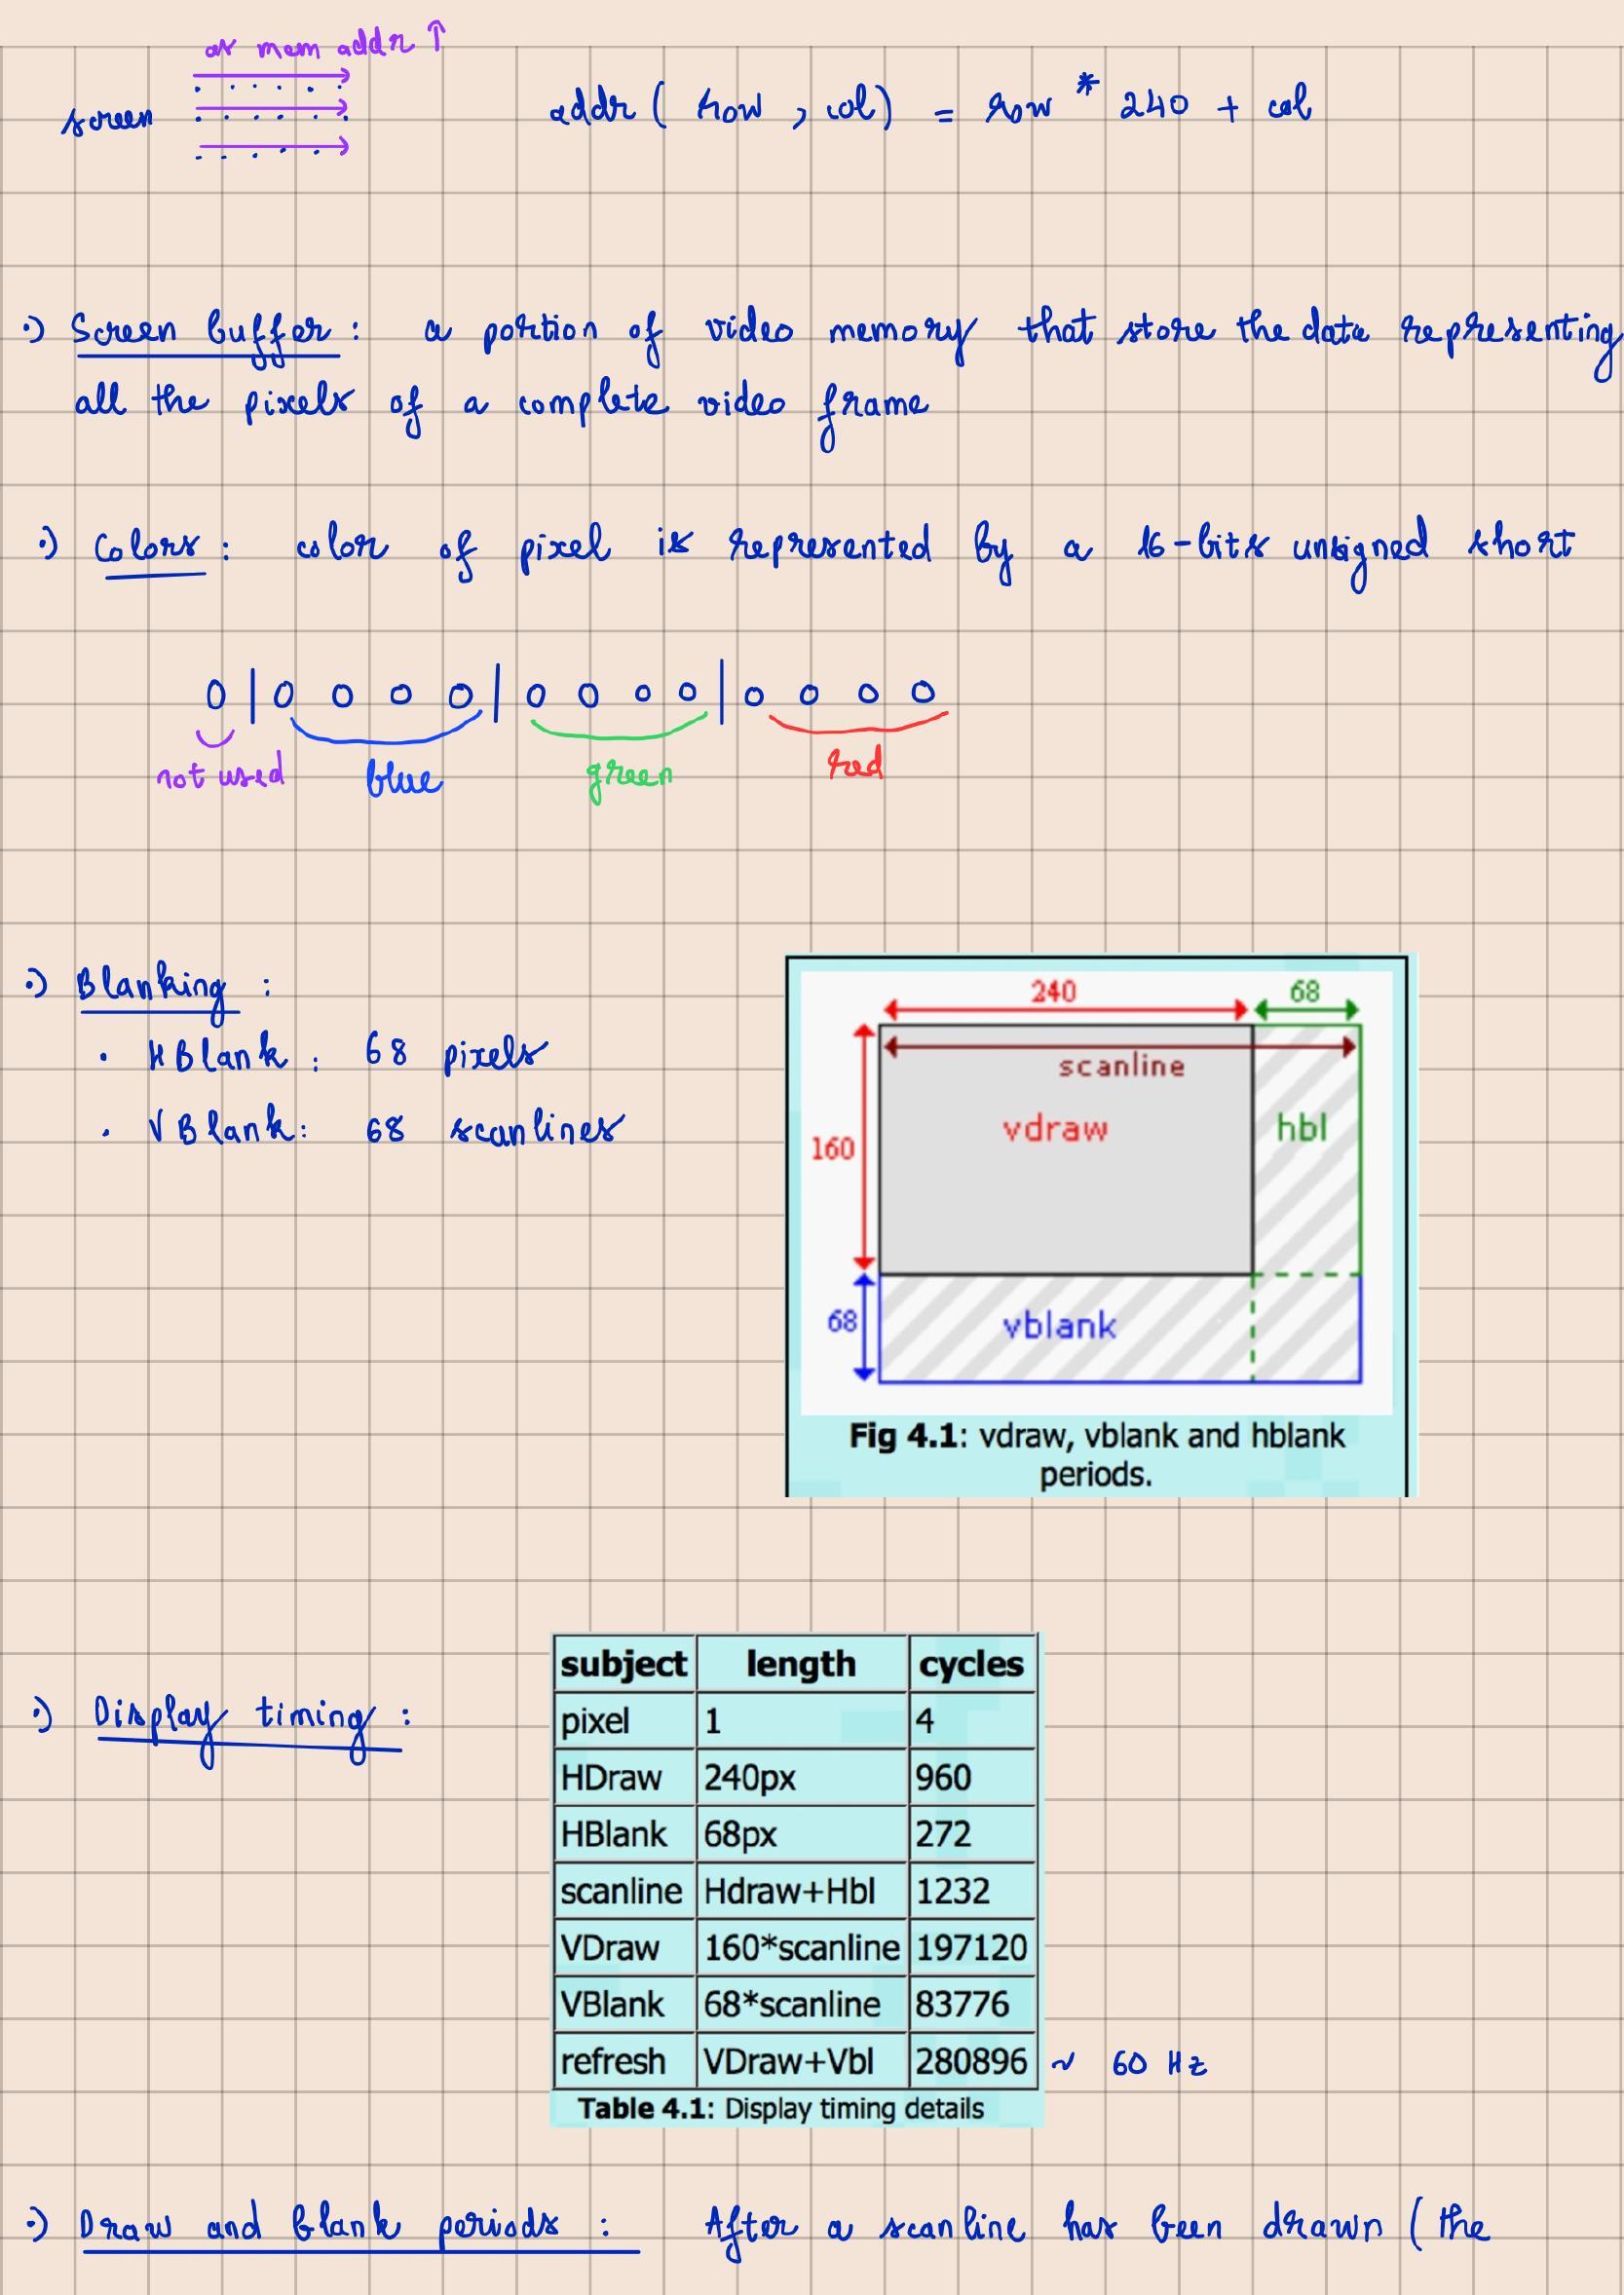 as mem addr ↑
screen
addr ( row , col ) = row * 240 + col
:) Screen buffer : a portion of video memory that store the data representing
all the pixels of a complete video frame
:) Colors : color of pixel is represented by a 16-bits unsigned short
0 | 0 0 0 0 | 0 0 0 0 | 0 0 0 0
not used blue green red
:) Blanking :
· HBlank : 68 pixels
· VBlank : 68 scanlines
240 68
scanline
vdraw hbl
160
68
vblank
Fig 4.1: vdraw, vblank and hblank
periods.
:) Display timing :
subject length cycles
pixel 1 4
HDraw 240px 960
HBlank 68px 272
scanline Hdraw+Hbl 1232
VDraw 160*scanline 197120
VBlank 68*scanline 83776
refresh VDraw+Vbl 280896 ~ 60 Hz
Table 4.1: Display timing details
:) Draw and blank periods : After a scanline has been drawn ( the